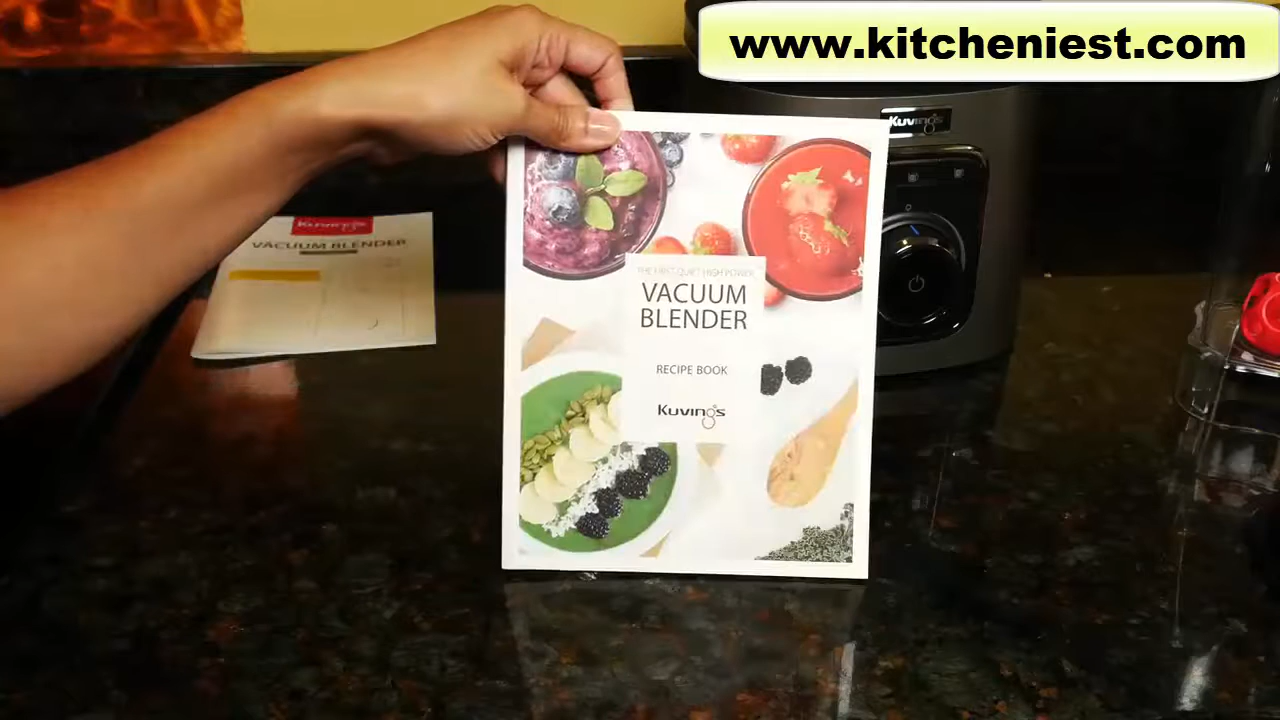 www.kitcheniest.com
Kuvings
Kuvings
VACUUM BLENDER
THE FIRST QUIET HIGH POWER
VACUUM
BLENDER
RECIPE BOOK
Kuvings